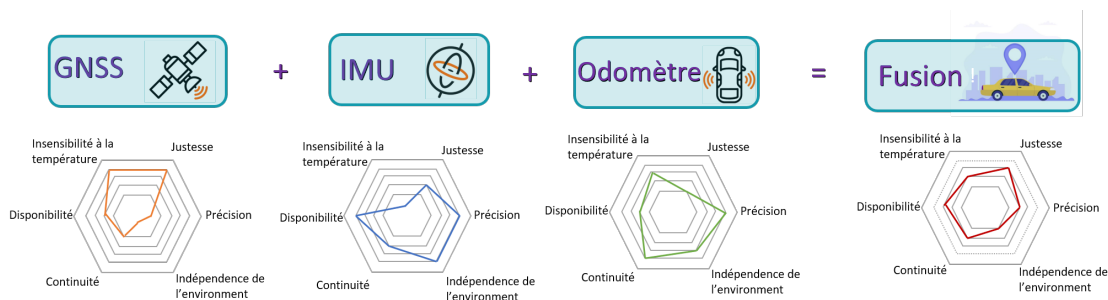 GNSS
+
IMU
+
Odomètre
=
Fusion
Insensibilité à la
température
Justesse
Disponibilité
Précision
Continuité
Indépendance de
l’environment
Insensibilité à la
température
Justesse
Disponibilité
Précision
Continuité
Indépendance de
l’environment
Insensibilité à la
température
Justesse
Disponibilité
Précision
Continuité
Indépendance de
l’environment
Insensibilité à la
température
Justesse
Disponibilité
Précision
Continuité
Indépendance de
l’environment